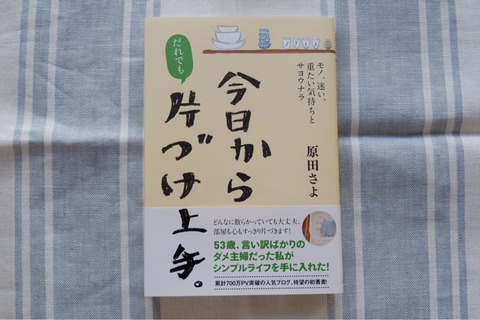 モノ、迷い、
重たい気持ちと
サヨウナラ
だれでも
今日から
片づけ上手。
原田さよ
どんなに散らかっていても大丈夫。
部屋も心もすっきり片づきます!
53歳、言い訳ばかりの
ダメ主婦だった私が
シンプルライフを手に入れた!
累計700万PV突破の人気ブログ、待望の初著書!